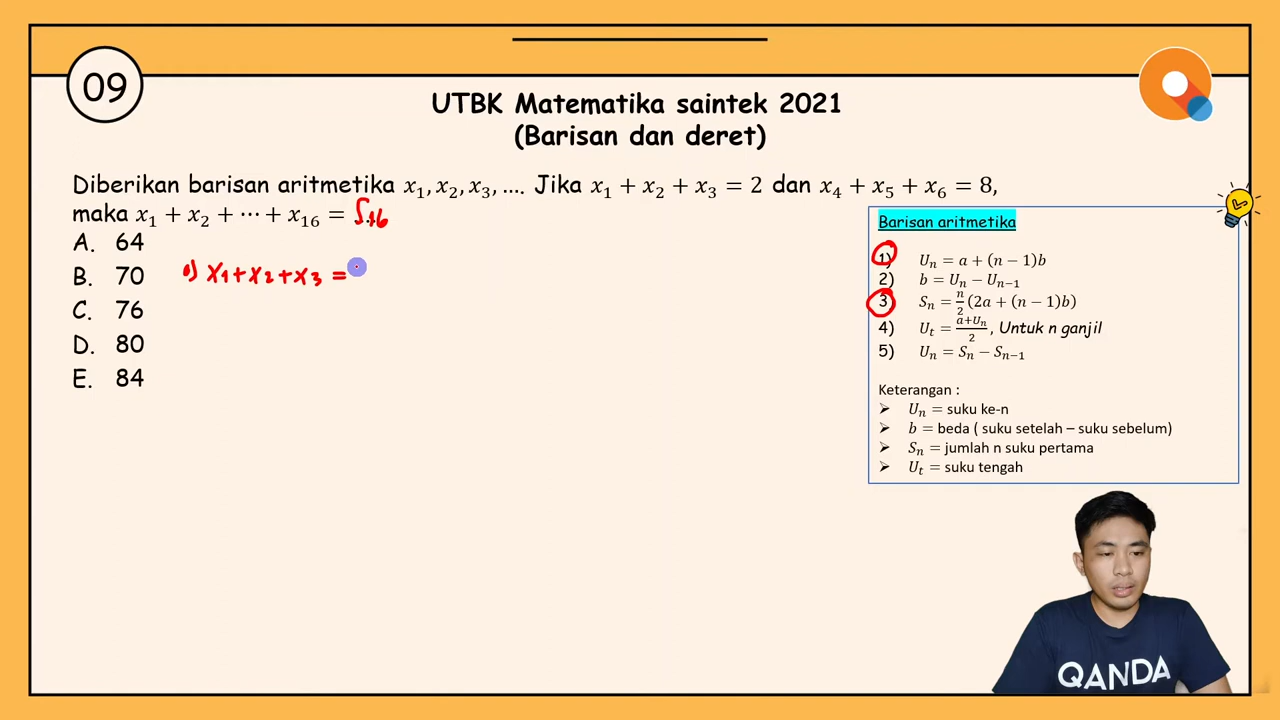 09
UTBK Matematika saintek 2021
(Barisan dan deret)
Diberikan barisan aritmetika x₁, x₂, x₃, .... Jika x₁ + x₂ + x₃ = 2 dan x₄ + x₅ + x₆ = 8,
maka x₁ + x₂ + ⋯ + x₁₆ = S₁₆
A. 64
B. 70
C. 76
D. 80
E. 84
•) x₁+x₂+x₃ =
Barisan aritmetika
1) Uₙ = a + (n − 1)b
2) b = Uₙ − Uₙ₋₁
3) Sₙ = n/2 (2a + (n − 1)b)
4) Uₜ = (a+Uₙ)/2, Untuk n ganjil
5) Uₙ = Sₙ − Sₙ₋₁
Keterangan :
➢ Uₙ = suku ke-n
➢ b = beda ( suku setelah – suku sebelum)
➢ Sₙ = jumlah n suku pertama
➢ Uₜ = suku tengah
QANDA